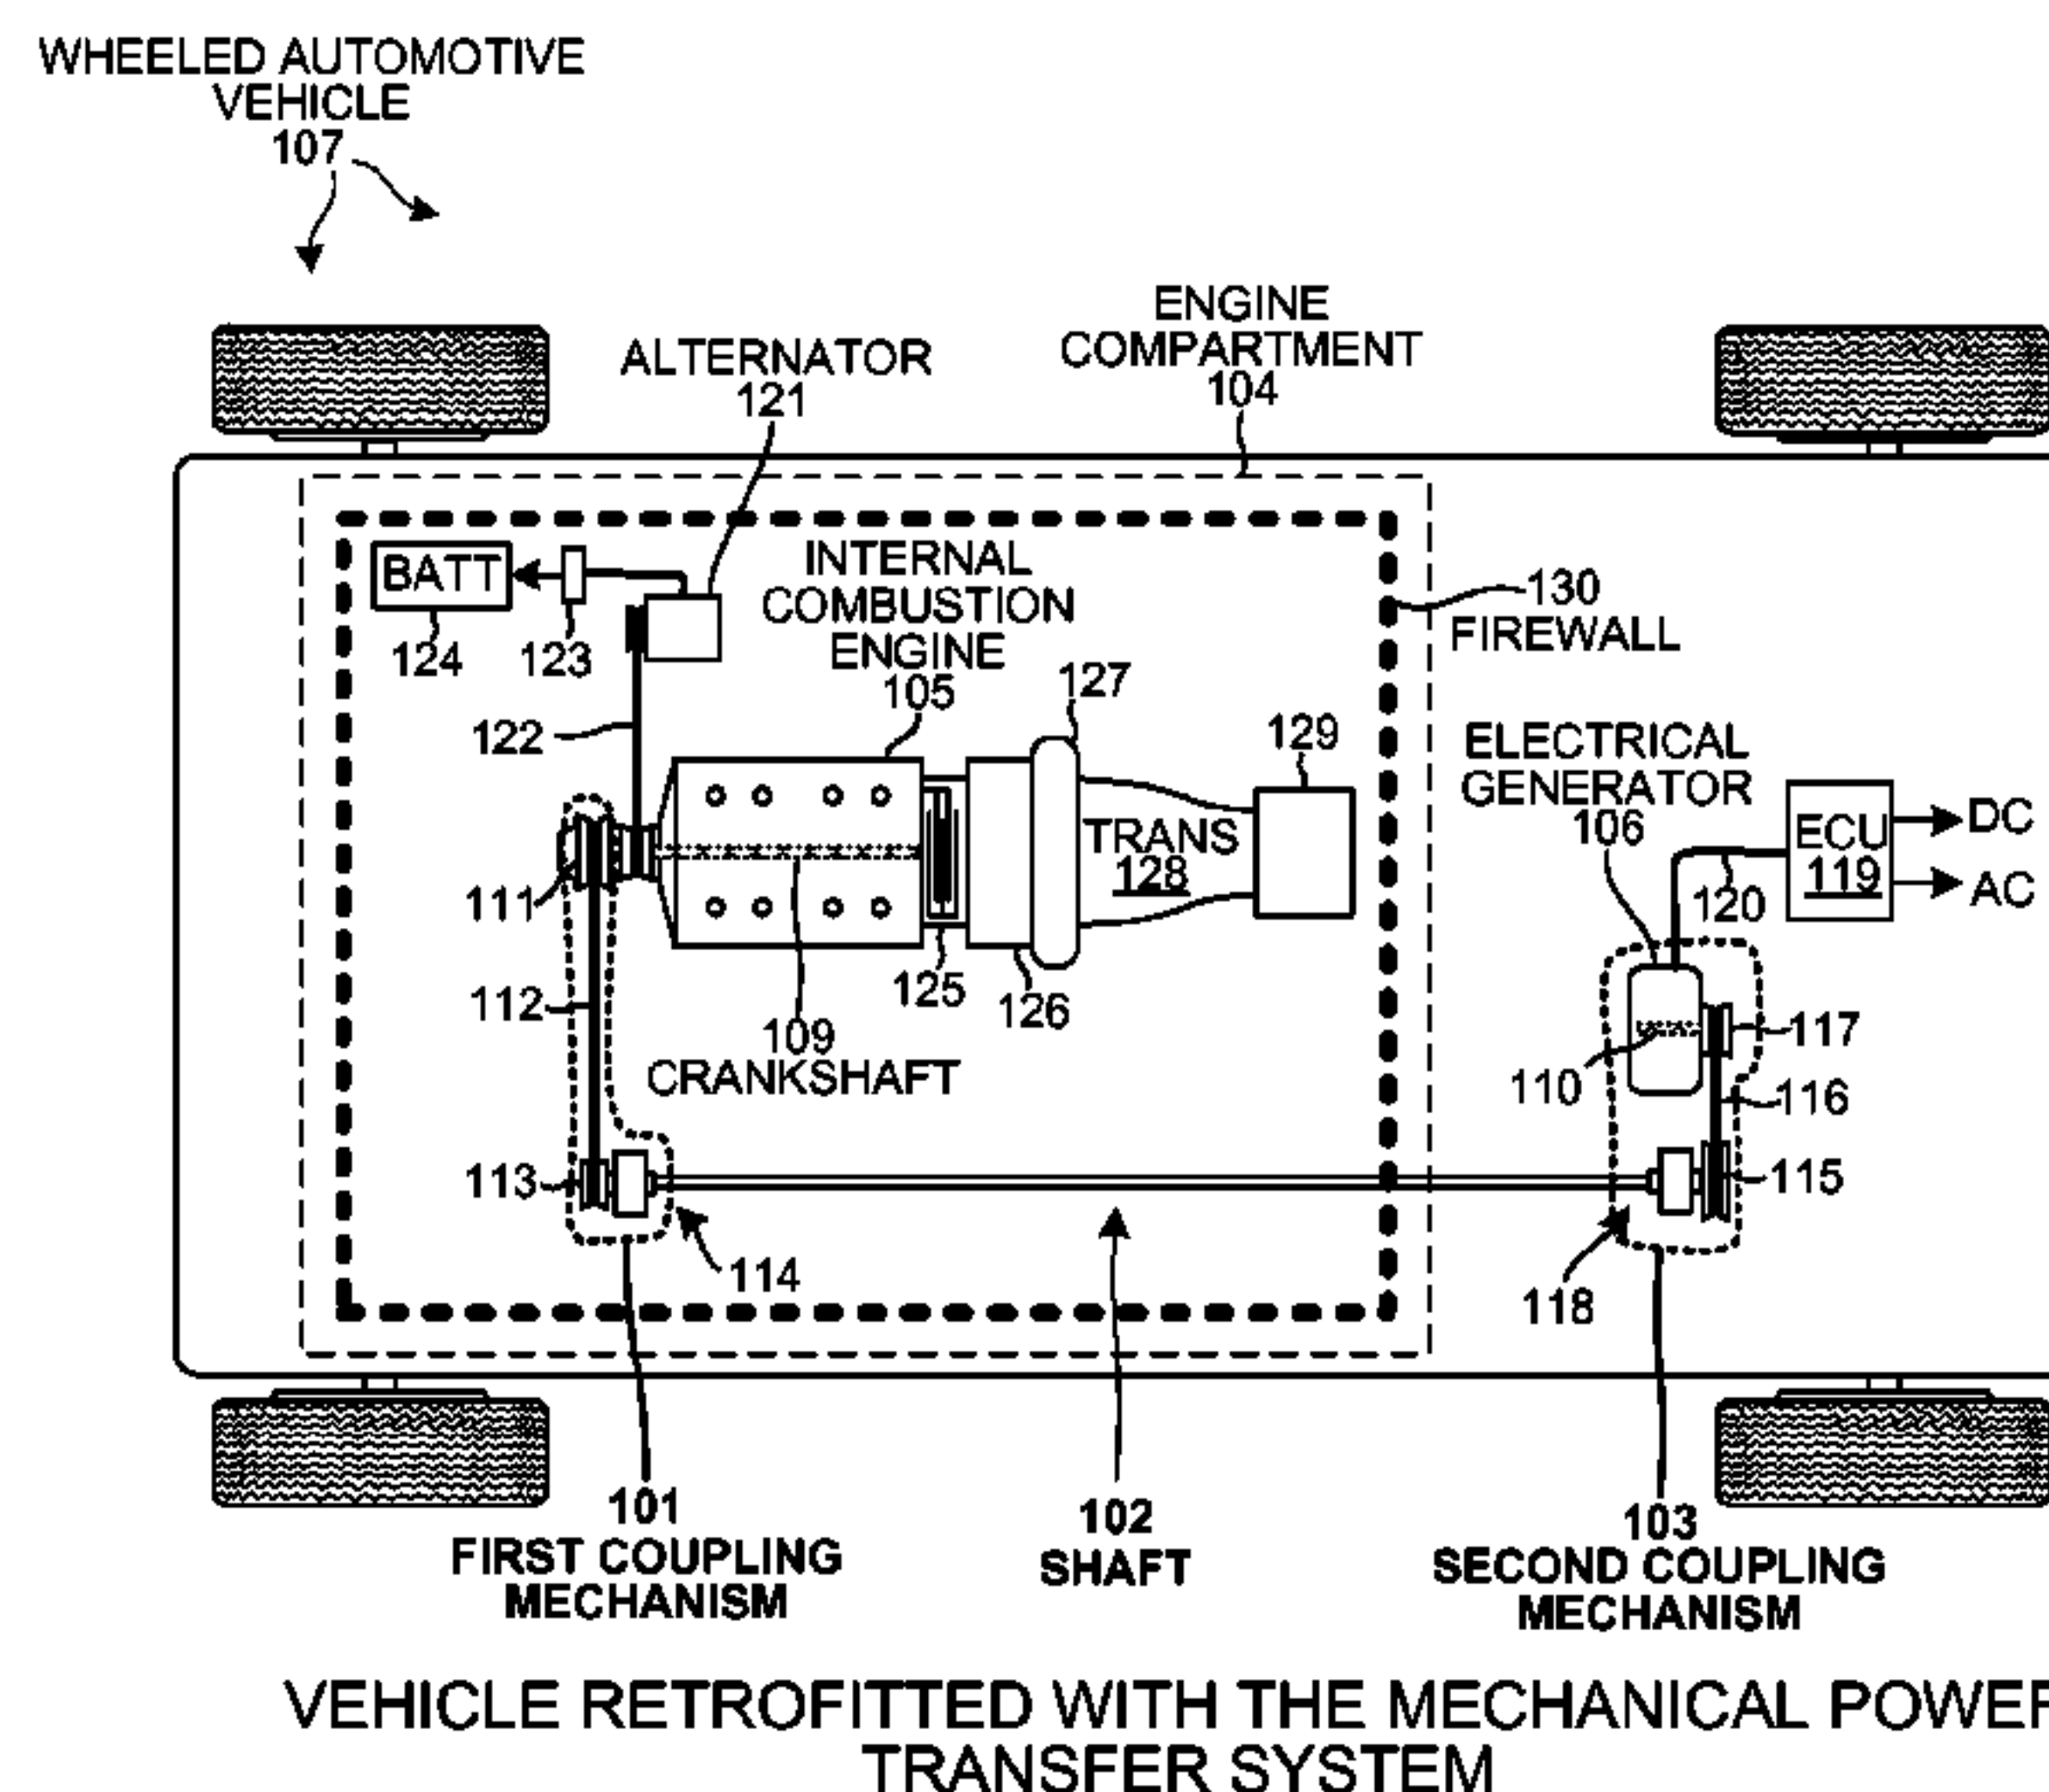 WHEELED AUTOMOTIVE
VEHICLE
107
ENGINE
COMPARTMENT
104
ALTERNATOR
121
BATT
124
123
INTERNAL
COMBUSTION
ENGINE
105
130
FIREWALL
127
122
129
ELECTRICAL
GENERATOR
106
TRANS
128
ECU
119
DC
AC
120
111
112
125
126
109
CRANKSHAFT
117
110
116
113
115
114
118
101
FIRST COUPLING
MECHANISM
102
SHAFT
103
SECOND COUPLING
MECHANISM
VEHICLE RETROFITTED WITH THE MECHANICAL POWER
TRANSFER SYSTEM